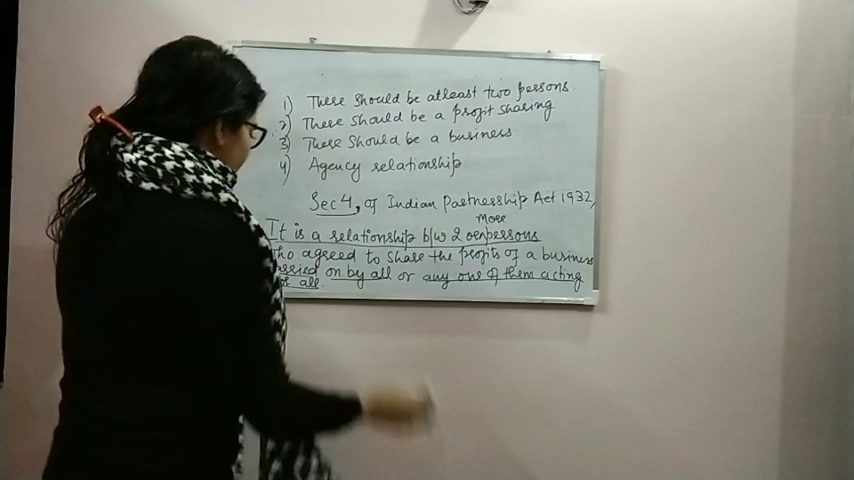 1) There should be atleast two persons.
2) There should be a profit sharing
3) There should be a business
4) Agency relationship
Sec 4, of Indian Partnership Act 1932,
More
It is a relationship b/w 2 or persons
who agreed to share the profits of a business
carried on by all or any one of them acting
for all.